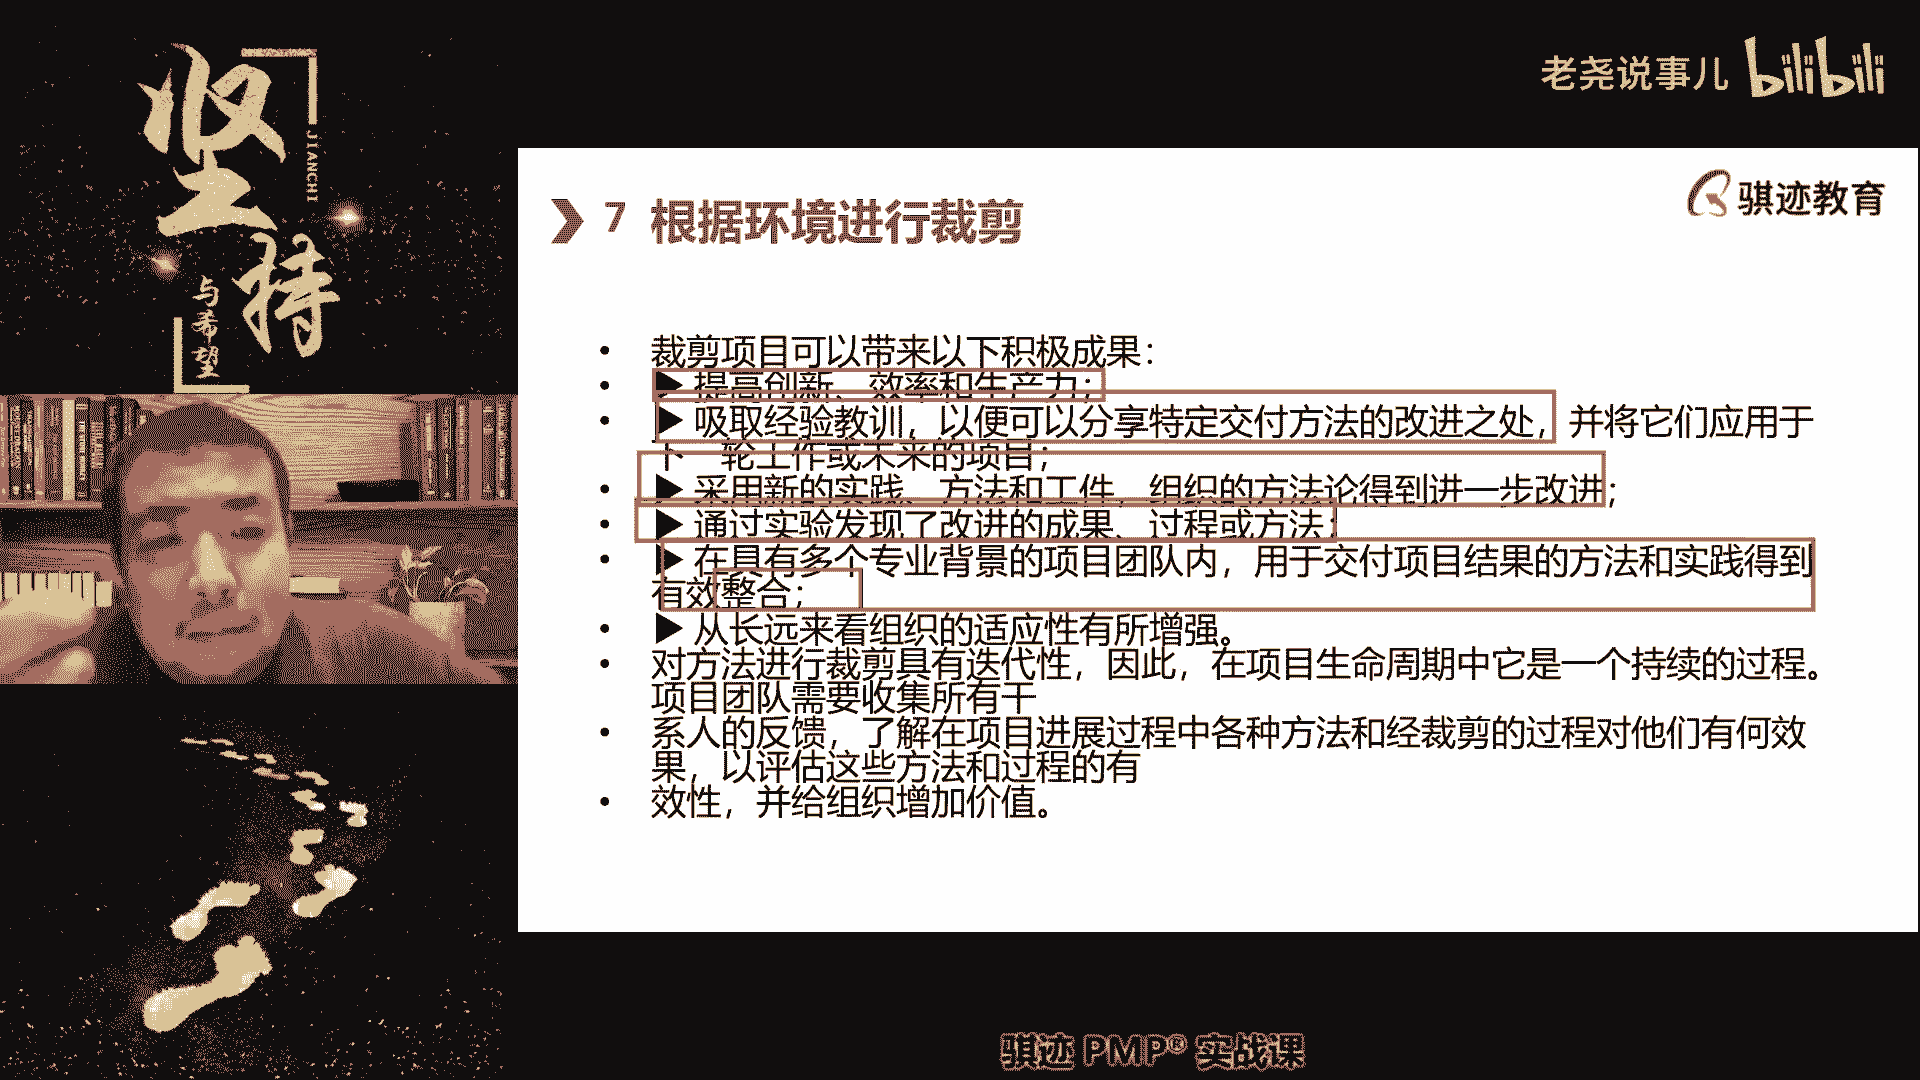 坚持
JIANCHI
与希望
老尧说事儿 bilibili
骐迹教育
7 根据环境进行裁剪
• 裁剪项目可以带来以下积极成果：
• ▶ 提高创新、效率和生产力；
• ▶ 吸取经验教训，以便可以分享特定交付方法的改进之处，并将它们应用于
下一轮工作或未来的项目；
• ▶ 采用新的实践、方法和工件，组织的方法论得到进一步改进；
• ▶ 通过实验发现了改进的成果、过程或方法；
• ▶ 在具有多个专业背景的项目团队内，用于交付项目结果的方法和实践得到
有效整合；
• ▶ 从长远来看组织的适应性有所增强。
• 对方法进行裁剪具有迭代性，因此，在项目生命周期中它是一个持续的过程。
项目团队需要收集所有干
• 系人的反馈，了解在项目进展过程中各种方法和经裁剪的过程对他们有何效
果，以评估这些方法和过程的有
• 效性，并给组织增加价值。
骐迹 PMP® 实战课